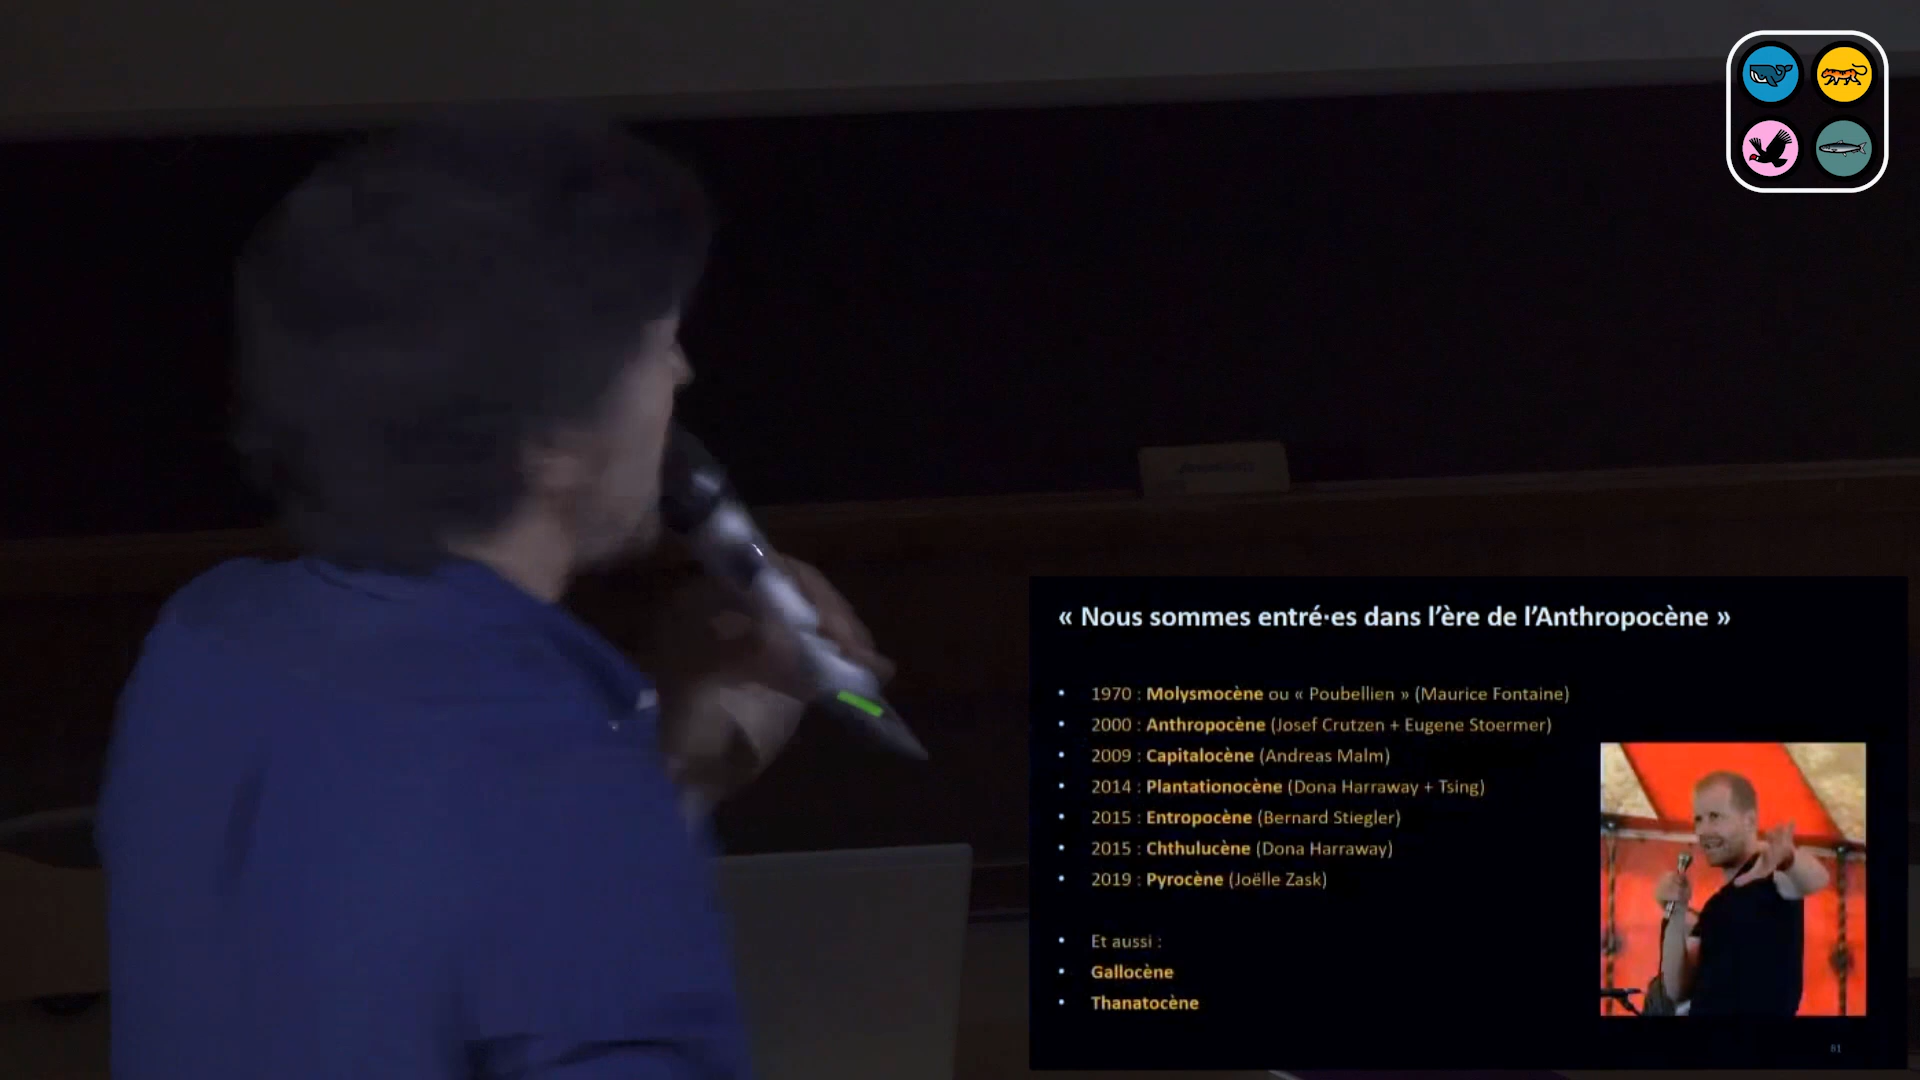 « Nous sommes entré·es dans l'ère de l'Anthropocène »
• 1970 : Molysmocène ou « Poubellien » (Maurice Fontaine)
• 2000 : Anthropocène (Josef Crutzen + Eugene Stoermer)
• 2009 : Capitalocène (Andreas Malm)
• 2014 : Plantationocène (Dona Harraway + Tsing)
• 2015 : Entropocène (Bernard Stiegler)
• 2015 : Chthulucène (Dona Harraway)
• 2019 : Pyrocène (Joëlle Zask)
• Et aussi :
• Gallocène
• Thanatocène
81